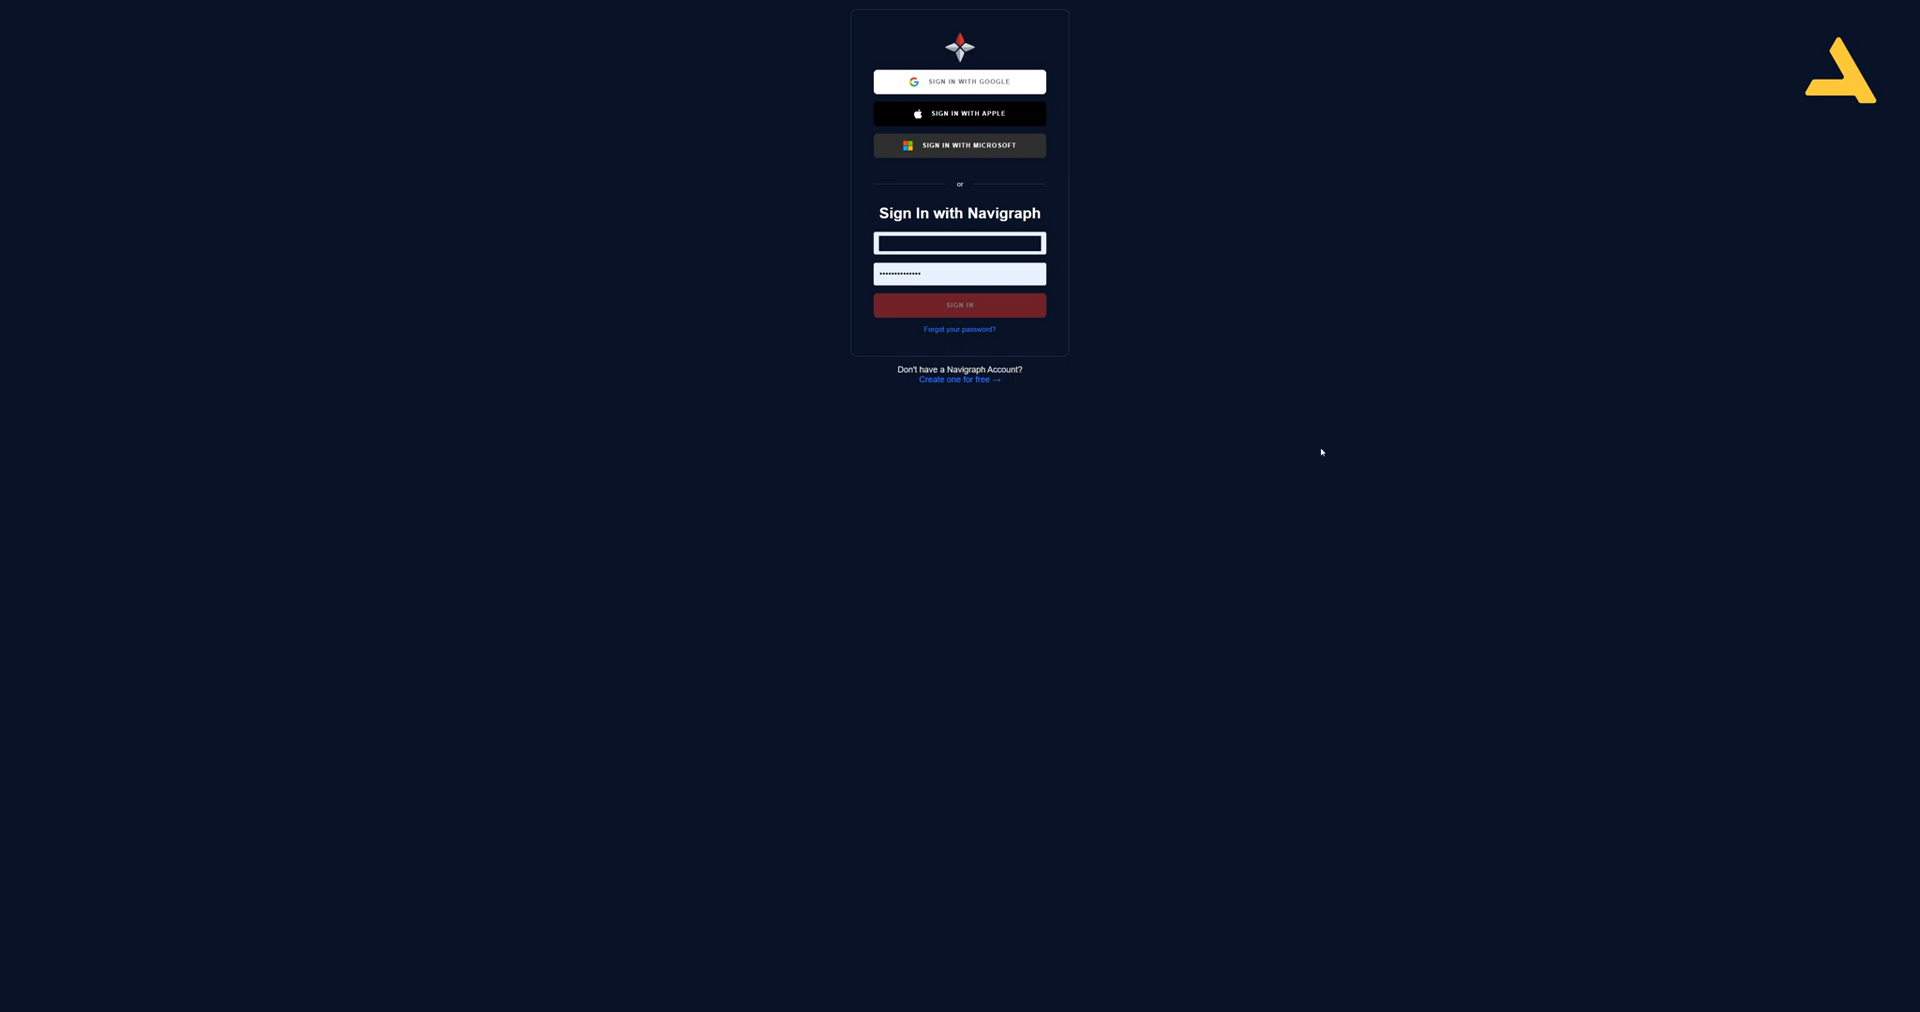 SIGN IN WITH GOOGLE
SIGN IN WITH APPLE
SIGN IN WITH MICROSOFT
or
Sign In with Navigraph
••••••••••••••
SIGN IN
Forgot your password?
Don't have a Navigraph Account?
Create one for free →